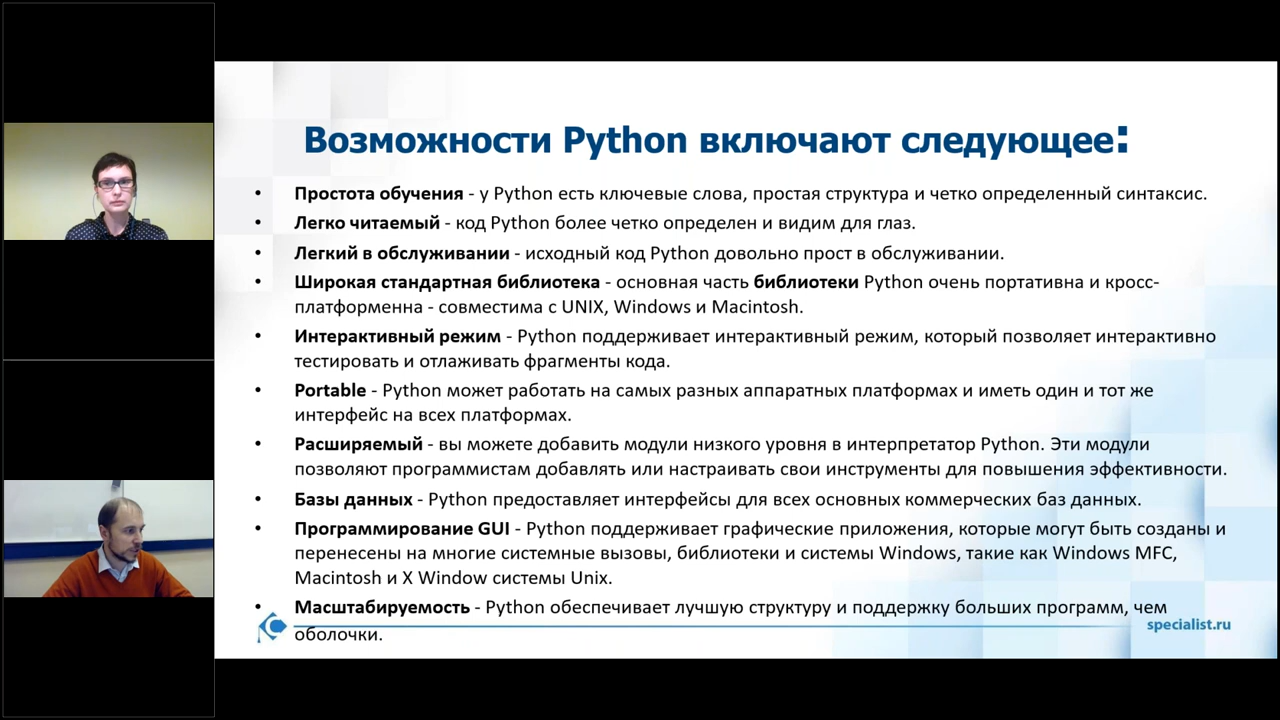 Возможности Python включают следующее:
• Простота обучения - у Python есть ключевые слова, простая структура и четко определенный синтаксис.
• Легко читаемый - код Python более четко определен и видим для глаз.
• Легкий в обслуживании - исходный код Python довольно прост в обслуживании.
• Широкая стандартная библиотека - основная часть библиотеки Python очень портативна и кросс-
платформенна - совместима с UNIX, Windows и Macintosh.
• Интерактивный режим - Python поддерживает интерактивный режим, который позволяет интерактивно
тестировать и отлаживать фрагменты кода.
• Portable - Python может работать на самых разных аппаратных платформах и иметь один и тот же
интерфейс на всех платформах.
• Расширяемый - вы можете добавить модули низкого уровня в интерпретатор Python. Эти модули
позволяют программистам добавлять или настраивать свои инструменты для повышения эффективности.
• Базы данных - Python предоставляет интерфейсы для всех основных коммерческих баз данных.
• Программирование GUI - Python поддерживает графические приложения, которые могут быть созданы и
перенесены на многие системные вызовы, библиотеки и системы Windows, такие как Windows MFC,
Macintosh и X Window системы Unix.
• Масштабируемость - Python обеспечивает лучшую структуру и поддержку больших программ, чем
оболочки.
specialist.ru